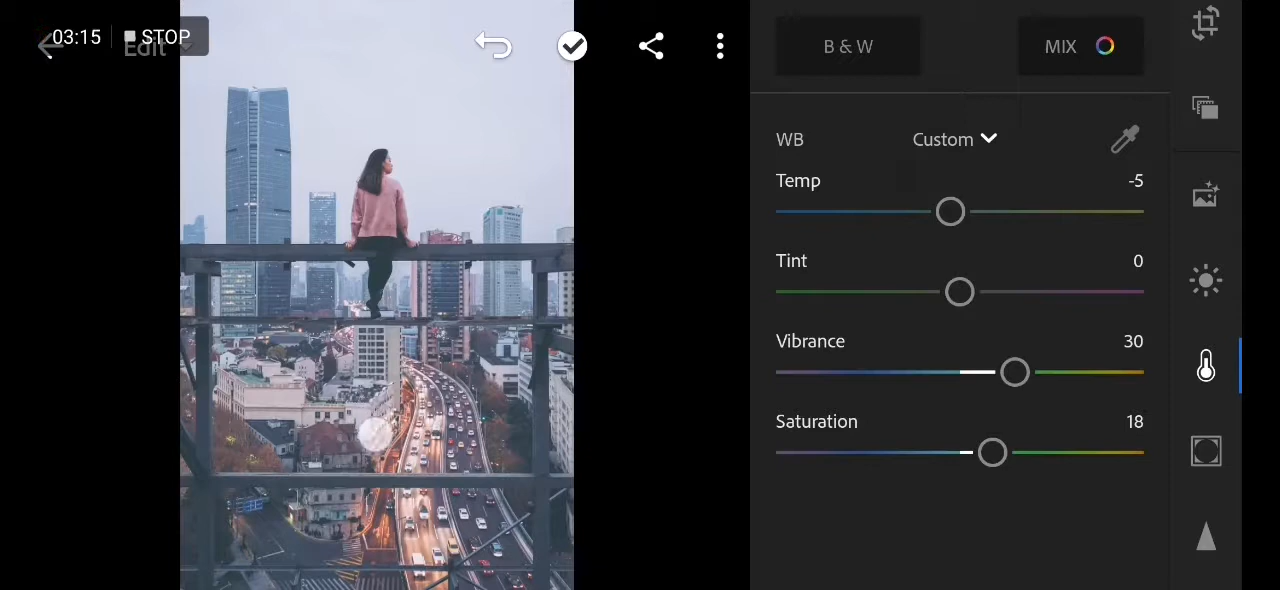 03:15 STOP
Edit
B & W
MIX
WB
Custom
Temp
-5
Tint
0
Vibrance
30
Saturation
18